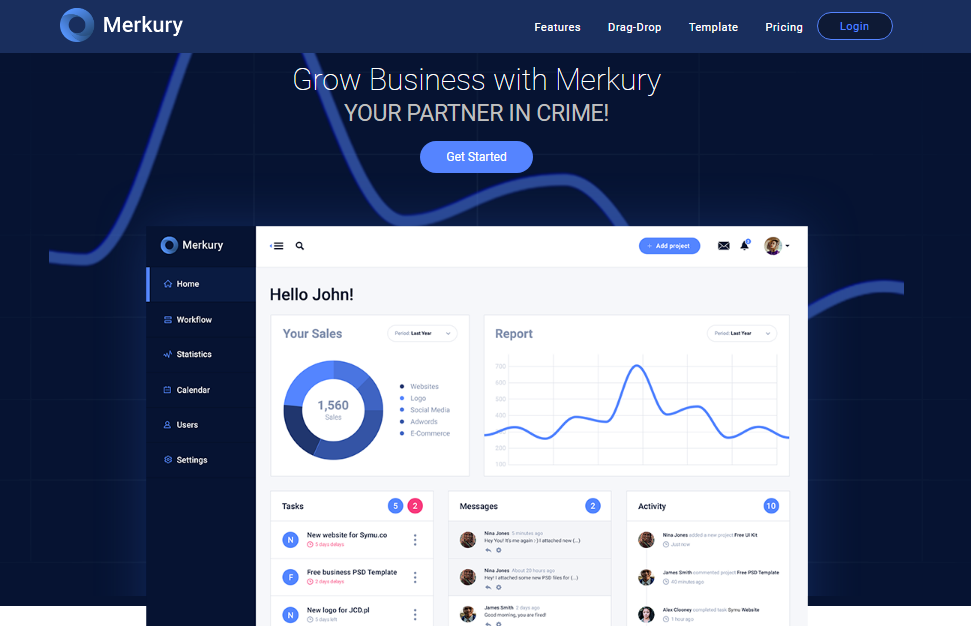 Merkury
Features Drag-Drop Template Pricing Login
Grow Business with Merkury
YOUR PARTNER IN CRIME!
Get Started
Merkury
+ Add project
Home
Workflow
Statistics
Calendar
Users
Settings
Hello John!
Your Sales
Period: Last Year
1,560
Sales
Websites
Logo
Social Media
Adwords
E-Commerce
Report
Period: Last Year
700
600
500
400
200
100
Tasks 5 2
N New website for Symu.co
5 days delays
F Free business PSD Template
2 days delays
N New logo for JCD.pl
5 days left
Messages 2
Nina Jones 5 minutes ago
Hey You! It's me again :) I attached new (...)
Nina Jones About 20 hours ago
Hey! I attached some new PSD files for (...)
James Smith 2 days ago
Good morning, you are fired!
Activity 10
Nina Jones added a new project Free UI Kit
Just now
James Smith commented project Free PSD Template
40 minutes ago
Alex Clooney completed task Symu Website
1 hour ago